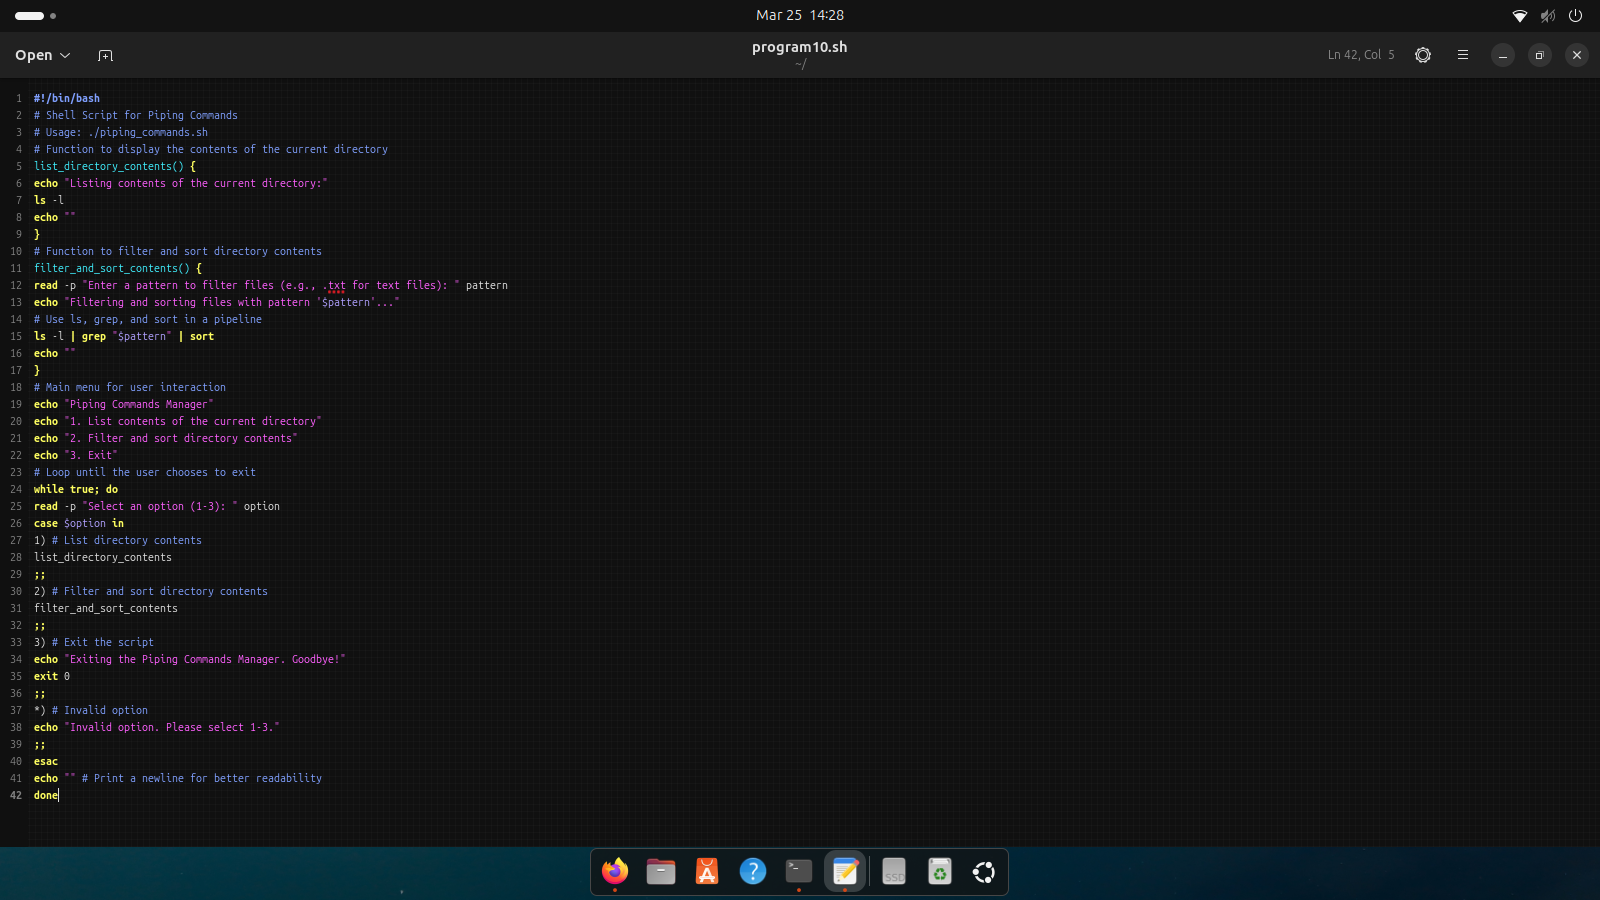 Mar 25 14:28
Open
program10.sh
~/
Ln 42, Col 5
1 #!/bin/bash
2 # Shell Script for Piping Commands
3 # Usage: ./piping_commands.sh
4 # Function to display the contents of the current directory
5 list_directory_contents() {
6 echo "Listing contents of the current directory:"
7 ls -l
8 echo ""
9 }
10 # Function to filter and sort directory contents
11 filter_and_sort_contents() {
12 read -p "Enter a pattern to filter files (e.g., .txt for text files): " pattern
13 echo "Filtering and sorting files with pattern '$pattern'..."
14 # Use ls, grep, and sort in a pipeline
15 ls -l | grep "$pattern" | sort
16 echo ""
17 }
18 # Main menu for user interaction
19 echo "Piping Commands Manager"
20 echo "1. List contents of the current directory"
21 echo "2. Filter and sort directory contents"
22 echo "3. Exit"
23 # Loop until the user chooses to exit
24 while true; do
25 read -p "Select an option (1-3): " option
26 case $option in
27 1) # List directory contents
28 list_directory_contents
29 ;;
30 2) # Filter and sort directory contents
31 filter_and_sort_contents
32 ;;
33 3) # Exit the script
34 echo "Exiting the Piping Commands Manager. Goodbye!"
35 exit 0
36 ;;
37 *) # Invalid option
38 echo "Invalid option. Please select 1-3."
39 ;;
40 esac
41 echo "" # Print a newline for better readability
42 done
SSD